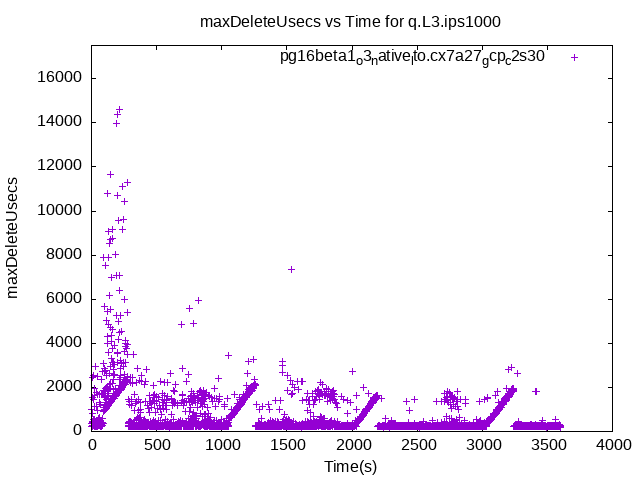 maxDeleteUsecs vs Time for q.L3.ips1000
pg16beta1o3native_lto.cx7a27gcpc2s30
16000
14000
12000
10000
8000
6000
4000
2000
0
maxDeleteUsecs
0 500 1000 1500 2000 2500 3000 3500 4000
Time(s)